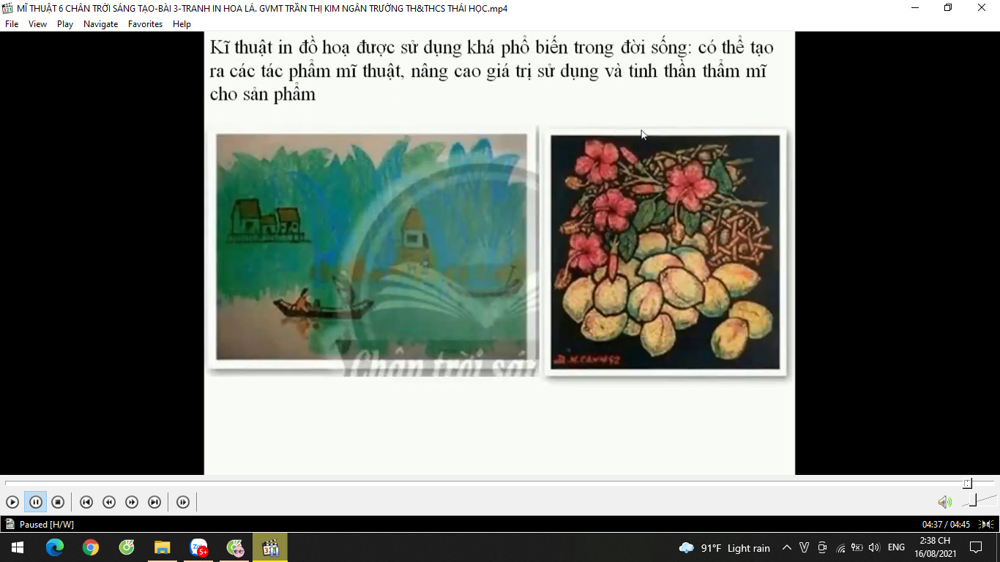 MĨ THUẬT 6 CHÂN TRỜI SÁNG TẠO-BÀI 3-TRANH IN HOA LÁ. GVMT TRẦN THỊ KIM NGÂN TRƯỜNG TH&THCS THÁI HỌC.mp4
File View Play Navigate Favorites Help
Kĩ thuật in đồ hoạ được sử dụng khá phổ biến trong đời sống: có thể tạo
ra các tác phẩm mĩ thuật, nâng cao giá trị sử dụng và tinh thần thẩm mĩ
cho sản phẩm
Chân trời
Paused [H/W]
04:37 / 04:45
5+
91°F Light rain
ENG
2:38 CH
16/08/2021